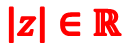 |z| ∈ ℝ